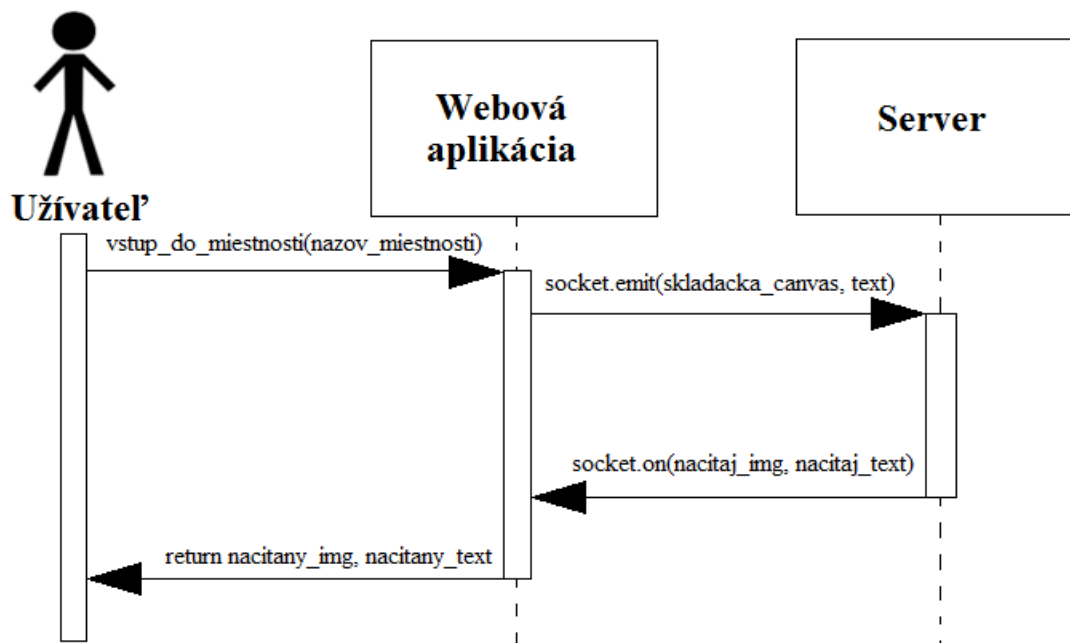 Webová
aplikácia
Server
Užívateľ
vstup_do_miestnosti(nazov_miestnosti)
socket.emit(skladacka_canvas, text)
socket.on(nacitaj_img, nacitaj_text)
return nacitany_img, nacitany_text